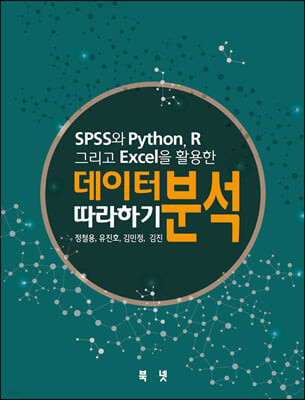 SPSS와 Python, R
그리고 Excel을 활용한
데이터 분석
따라하기
정철용, 유진호, 김민정, 김진
북넷